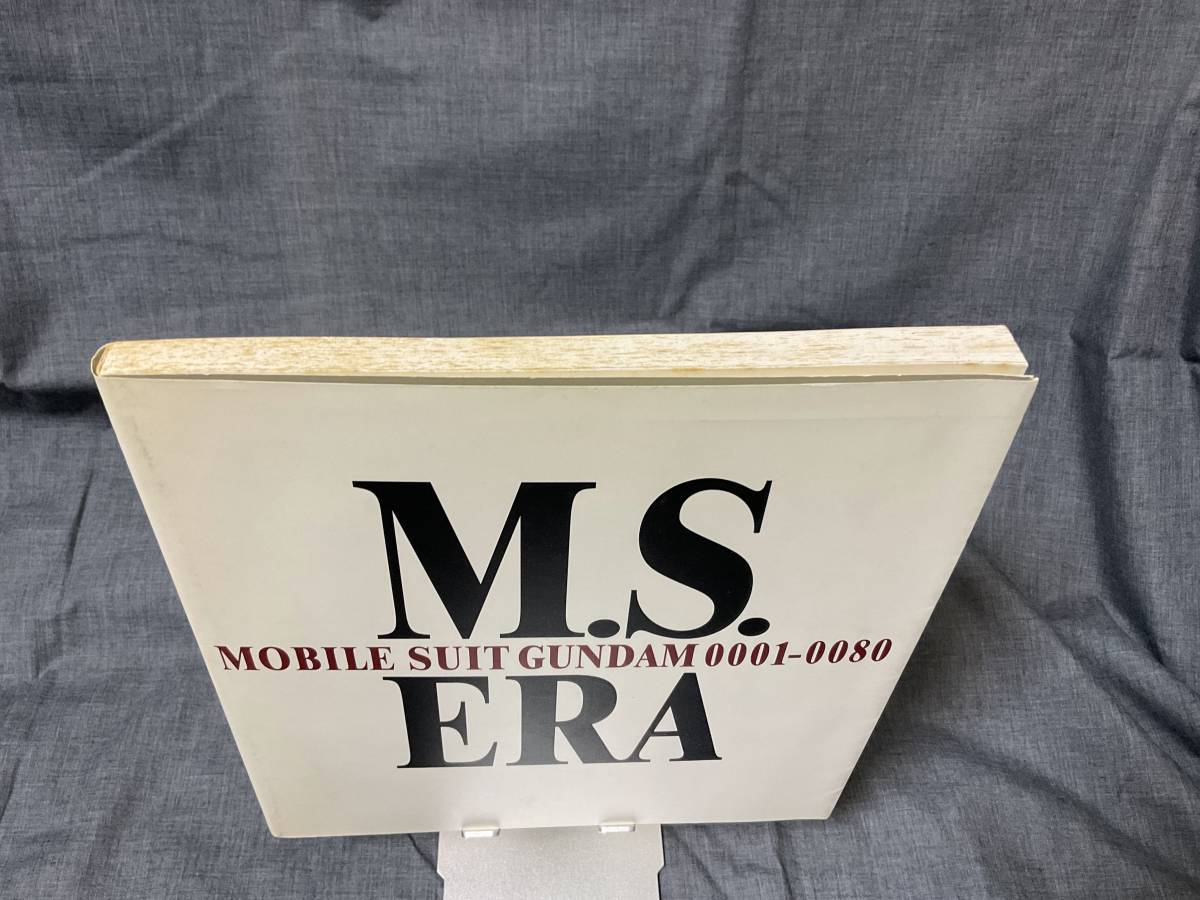 M.S.
MOBILE SUIT GUNDAM 0001-0080
ERA